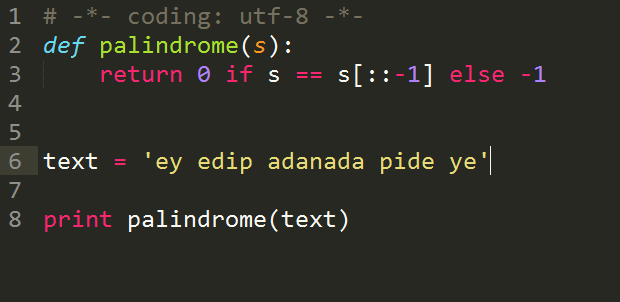 1 # -*- coding: utf-8 -*-
2 def palindrome(s):
3     return 0 if s == s[::-1] else -1
4
5
6 text = 'ey edip adanada pide ye'
7
8 print palindrome(text)